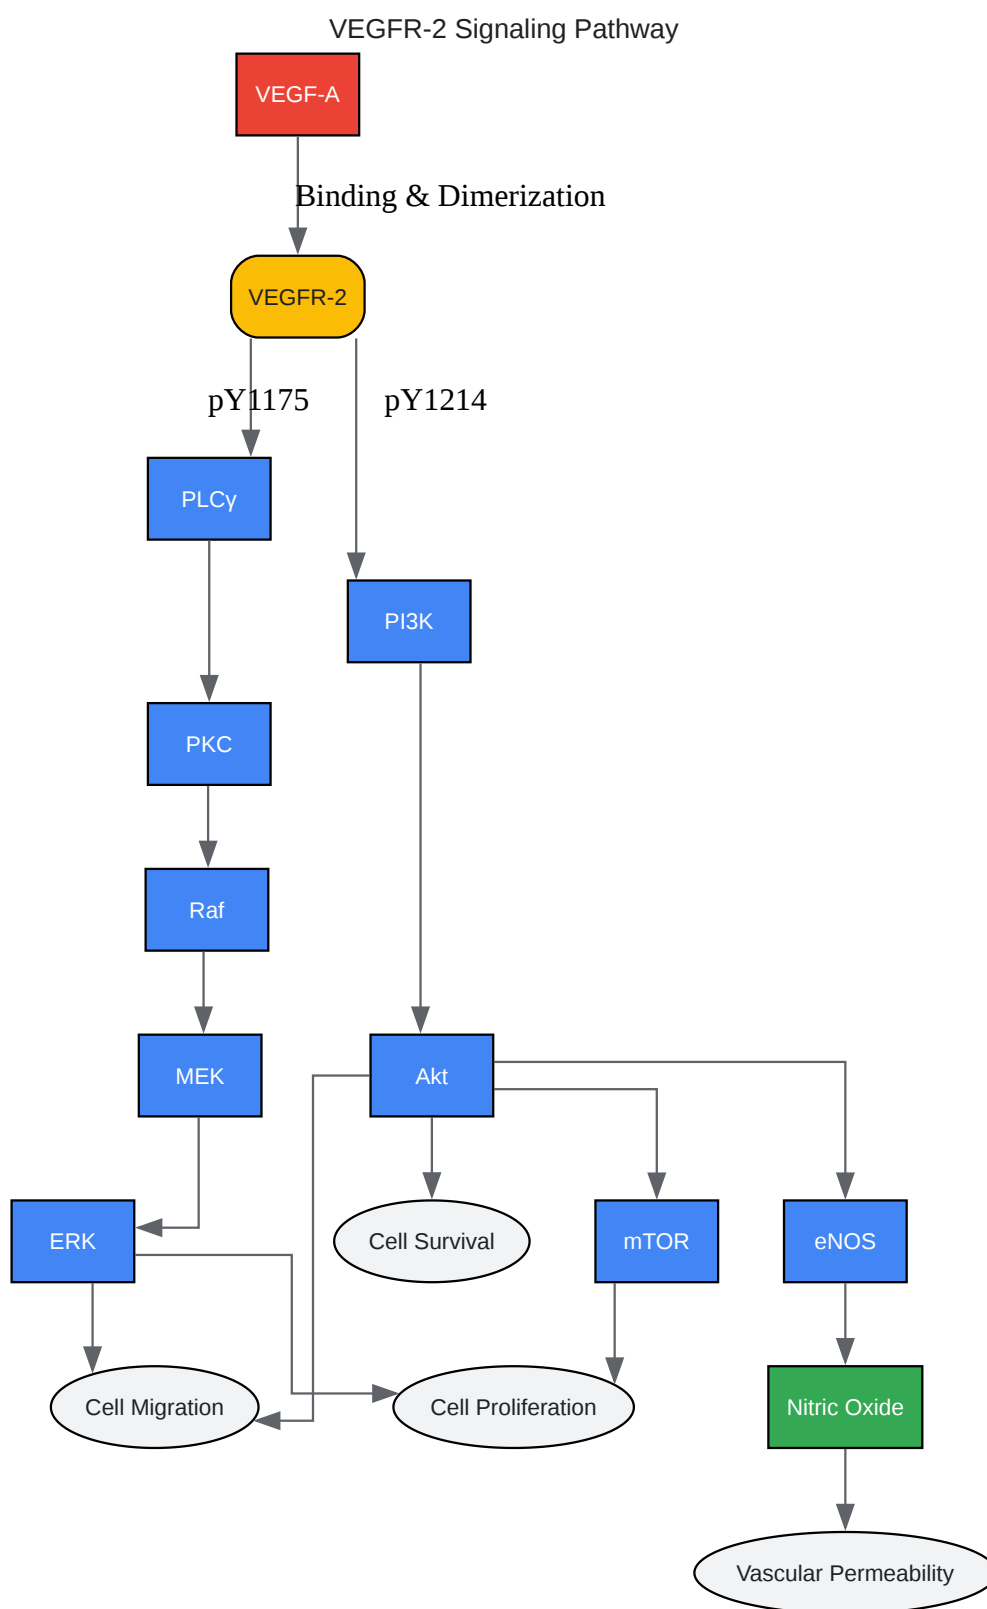 VEGFR-2 Signaling Pathway
VEGF-A
Binding & Dimerization
VEGFR-2
pY1175
pY1214
PLCγ
PI3K
PKC
Raf
MEK
Akt
ERK
Cell Survival
mTOR
eNOS
Cell Migration
Cell Proliferation
Nitric Oxide
Vascular Permeability